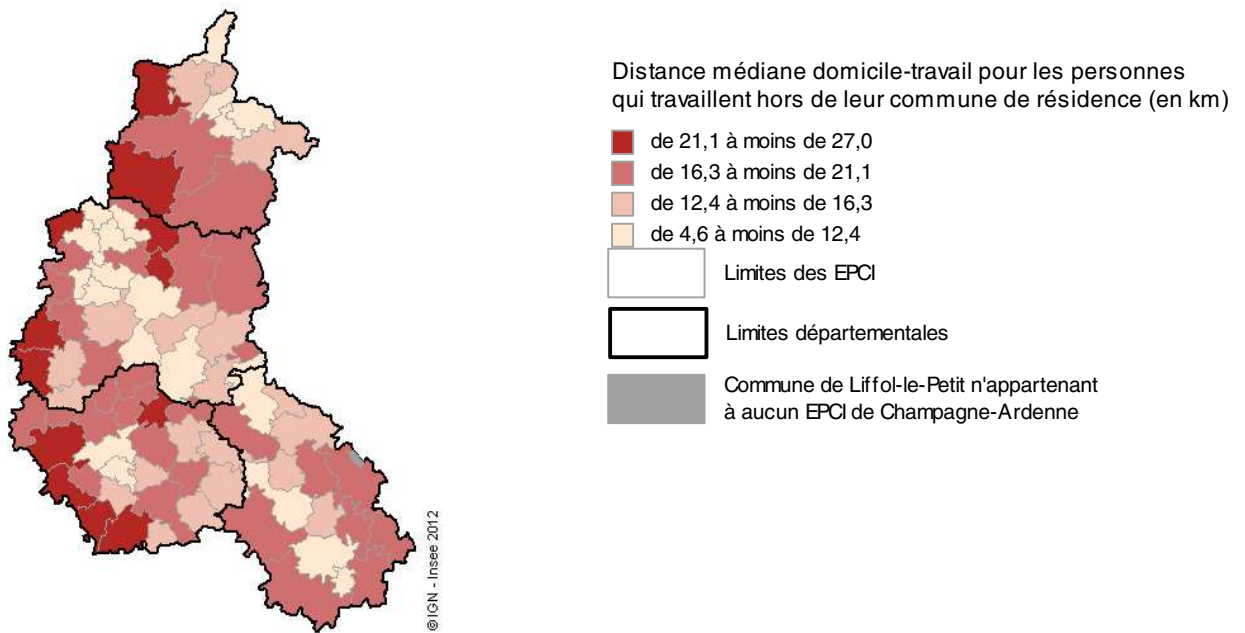 Distance médiane domicile-travail pour les personnes
qui travaillent hors de leur commune de résidence (en km)
de 21,1 à moins de 27,0
de 16,3 à moins de 21,1
de 12,4 à moins de 16,3
de 4,6 à moins de 12,4
Limites des EPCI
Limites départementales
Commune de Liffol-le-Petit n'appartenant
à aucun EPCI de Champagne-Ardenne
© IGN - Insee 2012